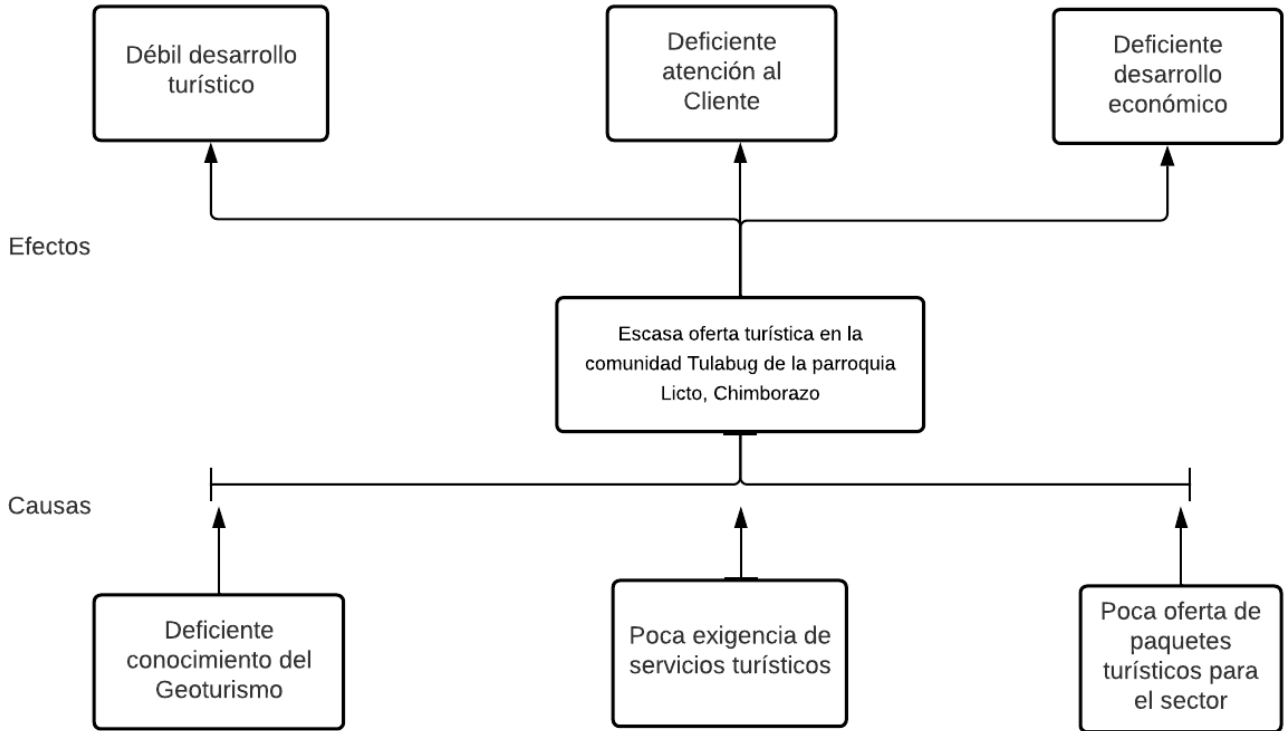 Débil desarrollo
turístico
Deficiente
atención al
Cliente
Deficiente
desarrollo
económico
Efectos
Escasa oferta turística en la
comunidad Tulabug de la parroquia
Licto, Chimborazo
Causas
Deficiente
conocimiento del
Geoturismo
Poca exigencia de
servicios turísticos
Poca oferta de
paquetes
turísticos para
el sector